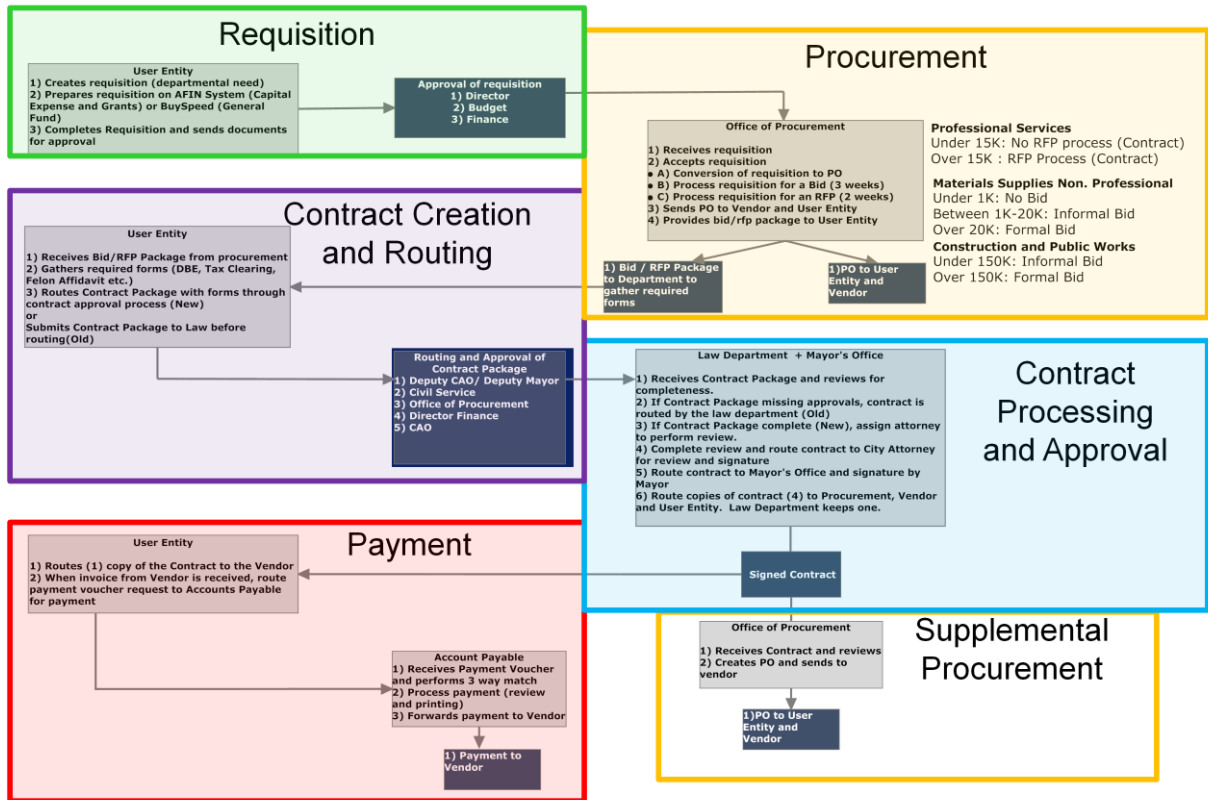 Requisition
User Entity
1) Creates requisition (departmental need)
2) Prepares requisition on AFIN System (Capital
Expense and Grants) or BuySpeed (General
Fund)
3) Completes Requisition and sends documents
for approval
Approval of requisition
1) Director
2) Budget
3) Finance
Procurement
Office of Procurement
1) Receives requisition
2) Accepts requisition
• A) Conversion of requisition to PO
• B) Process requisition for a Bid (3 weeks)
• C) Process requisition for an RFP (2 weeks)
3) Sends PO to Vendor and User Entity
4) Provides bid/rfp package to User Entity
Professional Services
Under 15K: No RFP process (Contract)
Over 15K : RFP Process (Contract)
Materials Supplies Non. Professional
Under 1K: No Bid
Between 1K-20K: Informal Bid
Over 20K: Formal Bid
Construction and Public Works
Under 150K: Informal Bid
Over 150K: Formal Bid
1) Bid / RFP Package
to Department to
gather required
forms
1)PO to User
Entity and
Vendor
Contract Creation
and Routing
User Entity
1) Receives Bid/RFP Package from procurement
2) Gathers required forms (DBE, Tax Clearing,
Felon Affidavit etc.)
3) Routes Contract Package with forms through
contract approval process (New)
or
Submits Contract Package to Law before
routing(Old)
Routing and Approval of
Contract Package
1) Deputy CAO/ Deputy Mayor
2) Civil Service
3) Office of Procurement
4) Director Finance
5) CAO
Contract
Processing
and Approval
Law Department + Mayor's Office
1) Receives Contract Package and reviews for
completeness.
2) If Contract Package missing approvals, contract is
routed by the law department (Old)
3) If Contract Package complete (New), assign attorney
to perform review.
4) Complete review and route contract to City Attorney
for review and signature
5) Route contract to Mayor's Office and signature by
Mayor
6) Route copies of contract (4) to Procurement, Vendor
and User Entity. Law Department keeps one.
Signed Contract
Payment
User Entity
1) Routes (1) copy of the Contract to the Vendor
2) When invoice from Vendor is received, route
payment voucher request to Accounts Payable
for payment
Account Payable
1) Receives Payment Voucher
and performs 3 way match
2) Process payment (review
and printing)
3) Forwards payment to Vendor
1) Payment to
Vendor
Supplemental
Procurement
Office of Procurement
1) Receives Contract and reviews
2) Creates PO and sends to
vendor
1)PO to User
Entity and
Vendor